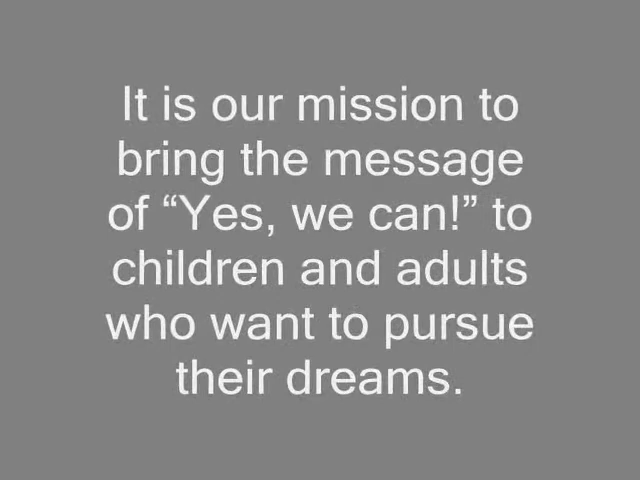 It is our mission to
bring the message
of “Yes, we can!” to
children and adults
who want to pursue
their dreams.